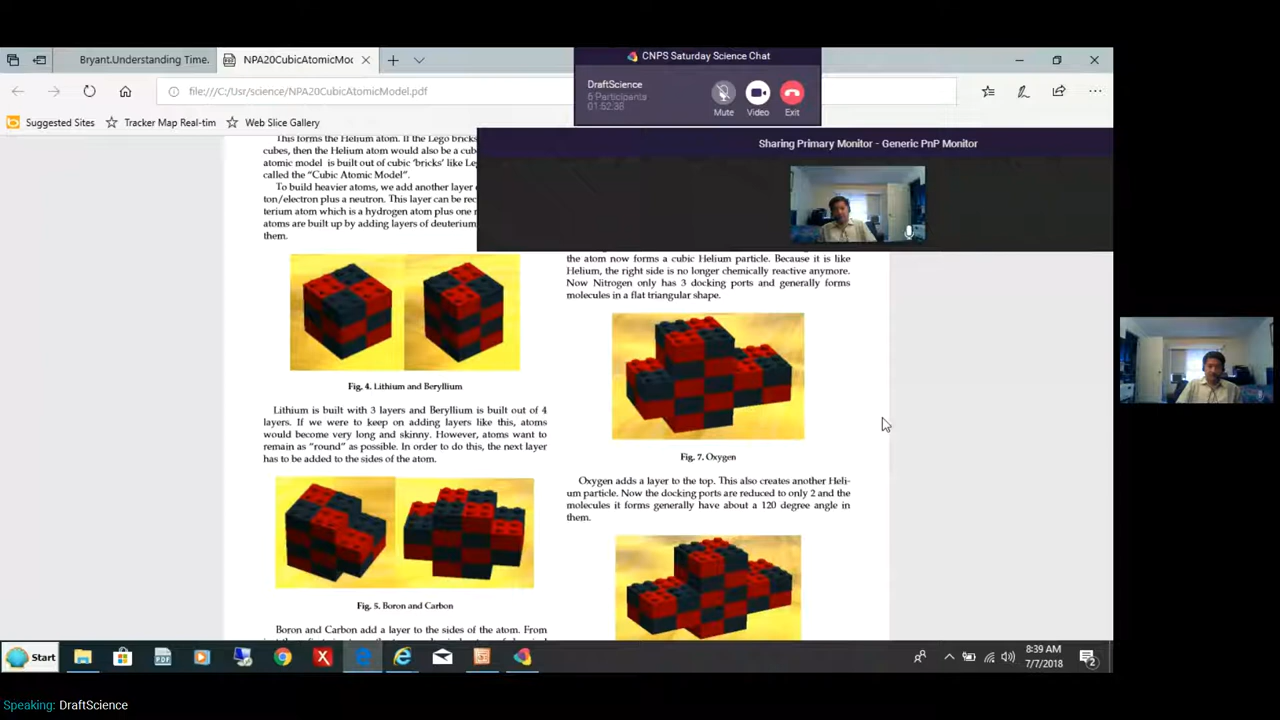 Bryant.Understanding Time.
NPA20CubicAtomicMo
CNPS Saturday Science Chat
DraftScience
6 Participants
01:52:38
Mute
Video
Exit
file:///C:/Usr/science/NPA20CubicAtomicModel.pdf
Suggested Sites
Tracker Map Real-tim
Web Slice Gallery
Sharing Primary Monitor - Generic PnP Monitor
This forms the Helium atom. If the Lego bricks
cubes, then the Helium atom would also be a cub
atomic model is built out of cubic 'bricks' like Le
called the "Cubic Atomic Model".
To build heavier atoms, we add another layer
ton/electron plus a neutron. This layer can be rec
terium atom which is a hydrogen atom plus one
atoms are built up by adding layers of deuterium
them.
Fig. 4. Lithium and Beryllium
Lithium is built with 3 layers and Beryllium is built out of 4
layers. If we were to keep on adding layers like this, atoms
would become very long and skinny. However, atoms want to
remain as "round" as possible. In order to do this, the next layer
has to be added to the sides of the atom.
Fig. 5. Boron and Carbon
Boron and Carbon add a layer to the sides of the atom. From
the atom now forms a cubic Helium particle. Because it is like
Helium, the right side is no longer chemically reactive anymore.
Now Nitrogen only has 3 docking ports and generally forms
molecules in a flat triangular shape.
Fig. 7. Oxygen
Oxygen adds a layer to the top. This also creates another Heli-
um particle. Now the docking ports are reduced to only 2 and the
molecules it forms generally have about a 120 degree angle in
them.
Start
8:39 AM
7/7/2018
2
Speaking: DraftScience